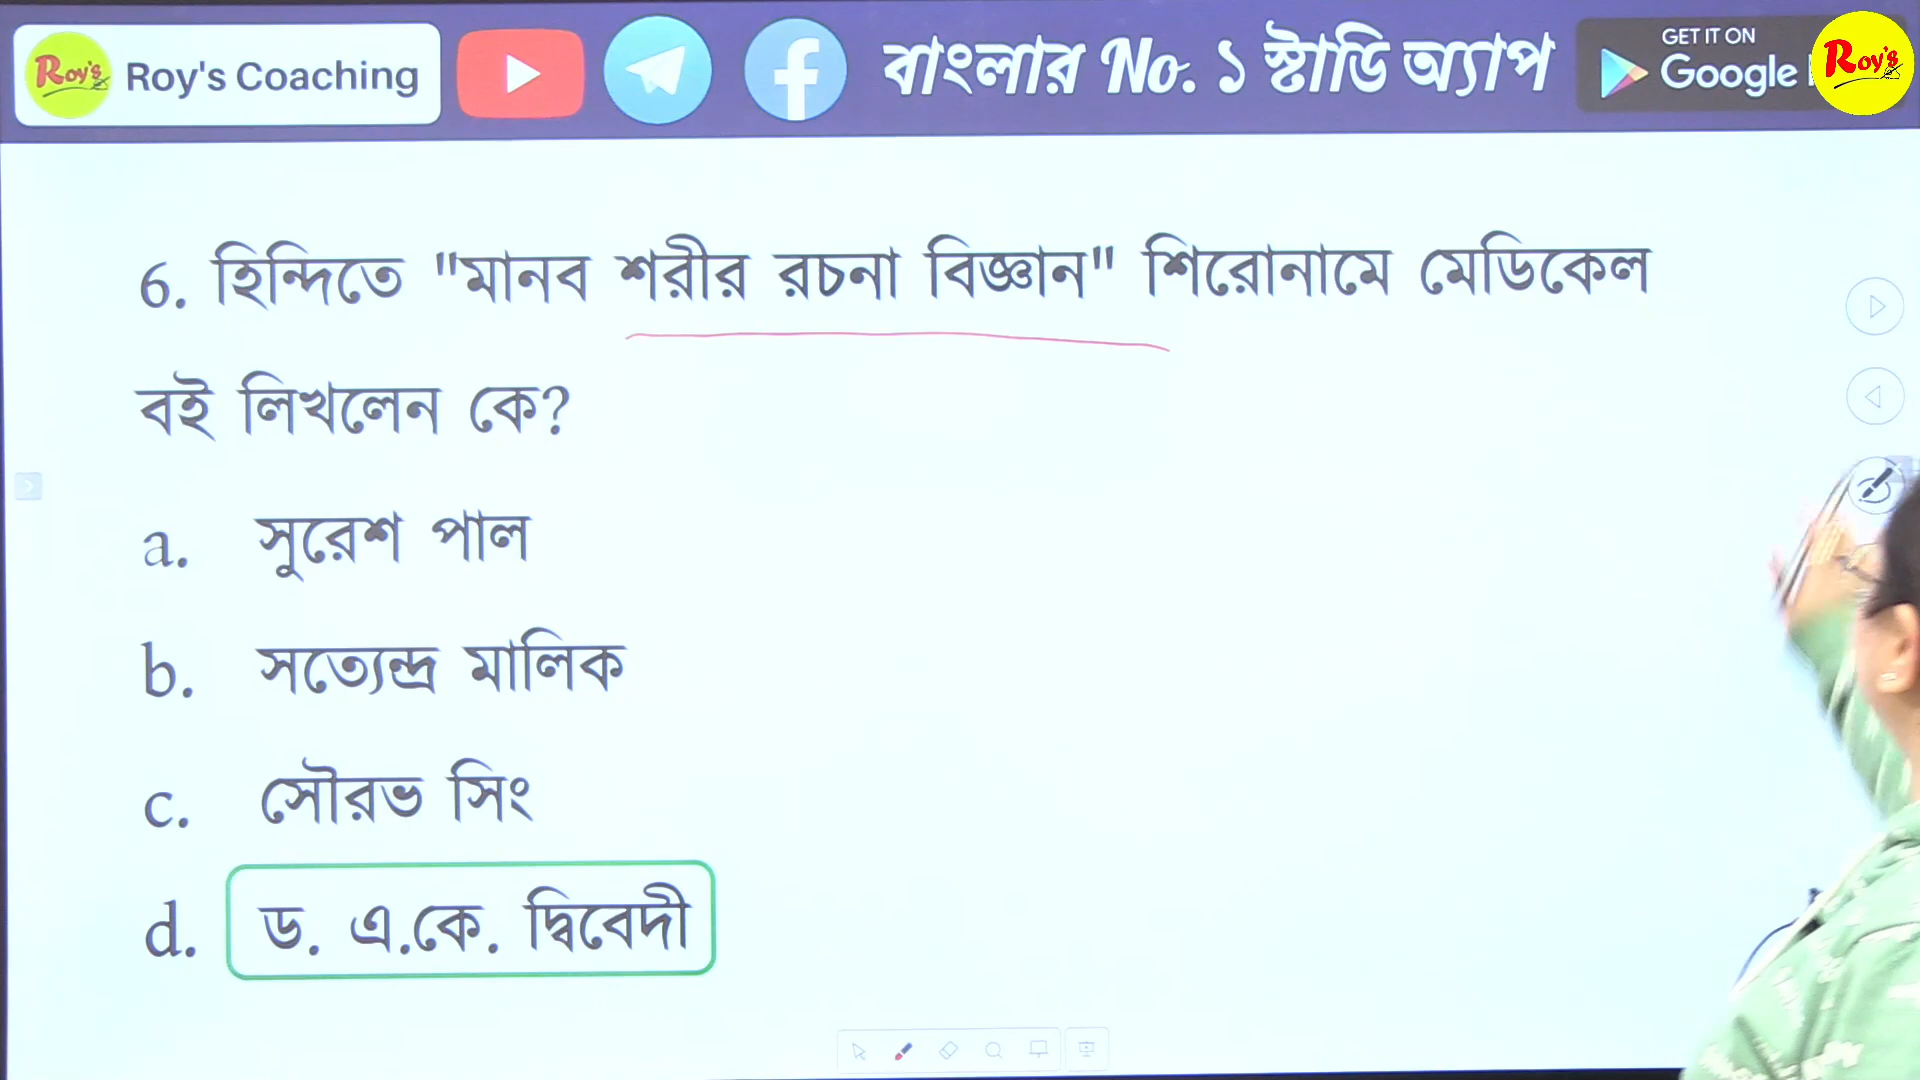 Roy's
Roy's Coaching
বাংলার No. ১ স্টাডি অ্যাপ
GET IT ON
Google
Roy's
6. হিন্দিতে "মানব শরীর রচনা বিজ্ঞান" শিরোনামে মেডিকেল
বই লিখলেন কে?
a. সুরেশ পাল
b. সত্যেন্দ্র মালিক
c. সৌরভ সিং
d. ড. এ.কে. দ্বিবেদী